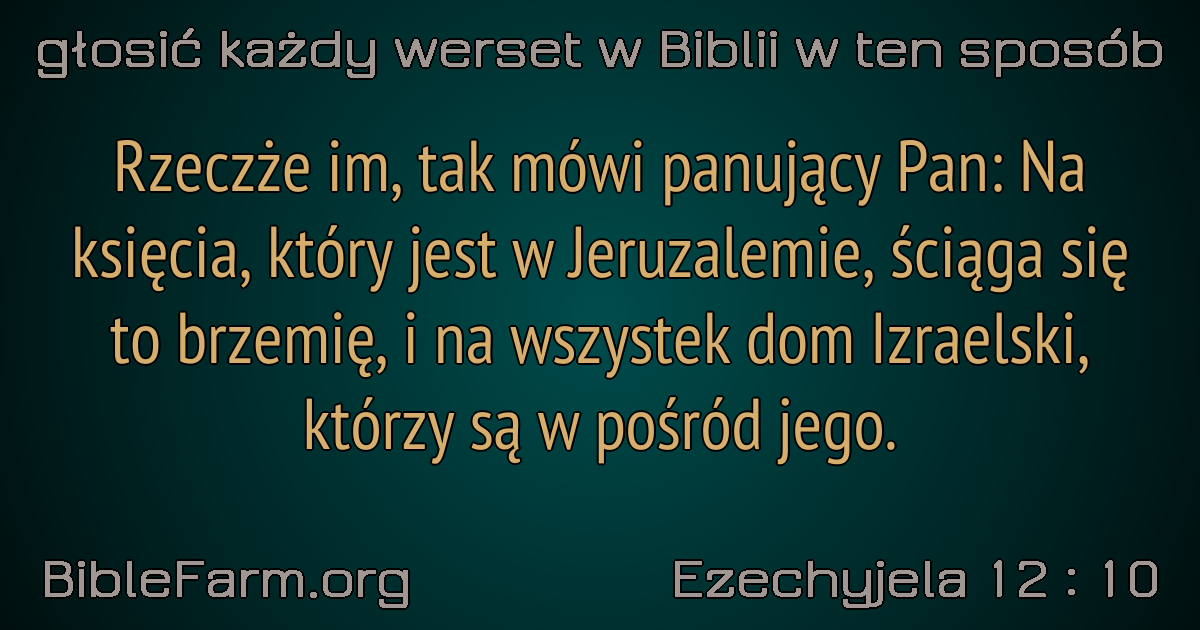 głosić każdy werset w Biblii w ten sposób
Rzeczże im, tak mówi panujący Pan: Na
księcia, który jest w Jeruzalemie, ściąga się
to brzemię, i na wszystek dom Izraelski,
którzy są w pośród jego.
BibleFarm.org
Ezechyjela 12 : 10